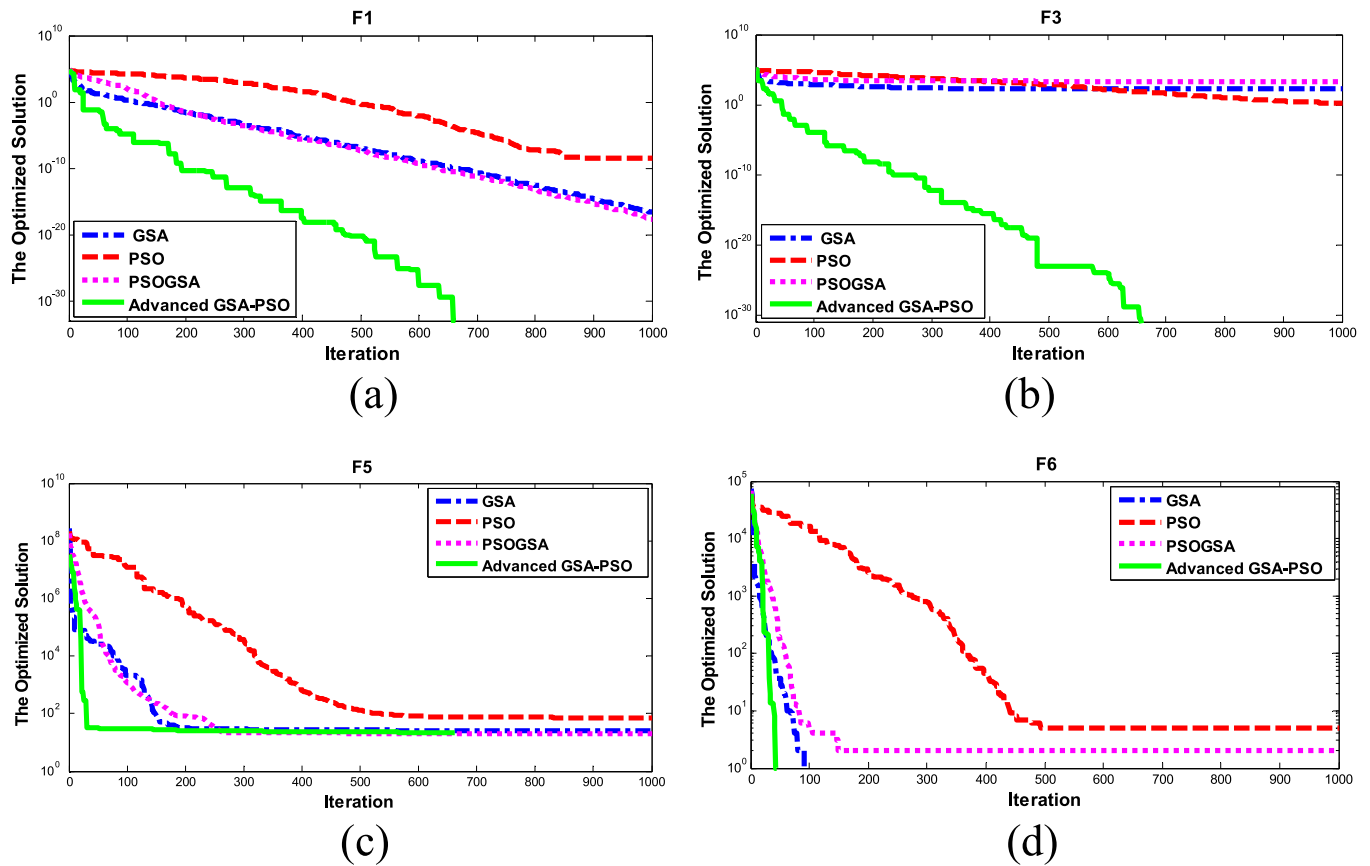 F1
The Optimized Solution
10^10
10^0
10^-10
10^-20
10^-30
GSA
PSO
PSOGSA
Advanced GSA-PSO
0 100 200 300 400 500 600 700 800 900 1000
Iteration
(a)
F3
The Optimized Solution
10^10
10^0
10^-10
10^-20
10^-30
GSA
PSO
PSOGSA
Advanced GSA-PSO
0 100 200 300 400 500 600 700 800 900 1000
Iteration
(b)
F5
The Optimized Solution
10^10
10^8
10^6
10^4
10^2
10^0
GSA
PSO
PSOGSA
Advanced GSA-PSO
0 100 200 300 400 500 600 700 800 900 1000
Iteration
(c)
F6
The Optimized Solution
10^5
10^4
10^3
10^2
10^1
10^0
GSA
PSO
PSOGSA
Advanced GSA-PSO
0 100 200 300 400 500 600 700 800 900 1000
Iteration
(d)